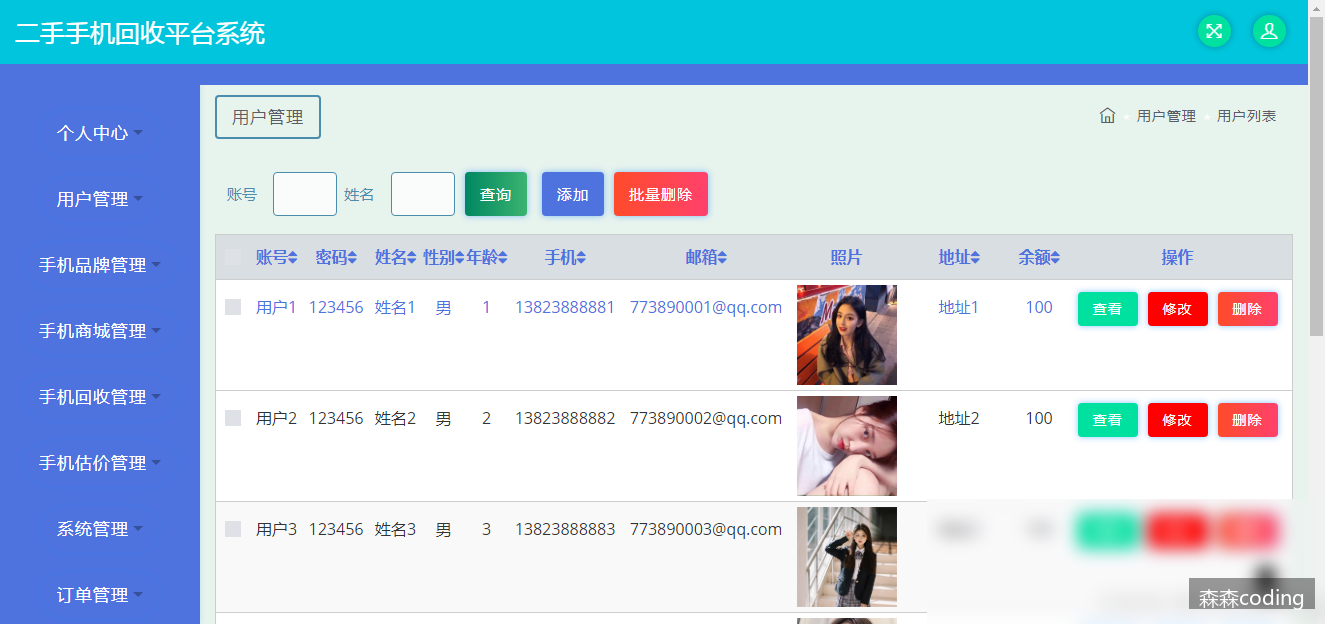 二手手机回收平台系统
个人中心
用户管理
手机品牌管理
手机商城管理
手机回收管理
手机估价管理
系统管理
订单管理
用户管理
用户管理 用户列表
账号 姓名 查询 添加 批量删除
账号 密码 姓名 性别 年龄 手机 邮箱 照片 地址 余额 操作
用户1 123456 姓名1 男 1 13823888881 773890001@qq.com 地址1 100 查看 修改 删除
用户2 123456 姓名2 男 2 13823888882 773890002@qq.com 地址2 100 查看 修改 删除
用户3 123456 姓名3 男 3 13823888883 773890003@qq.com
森森coding